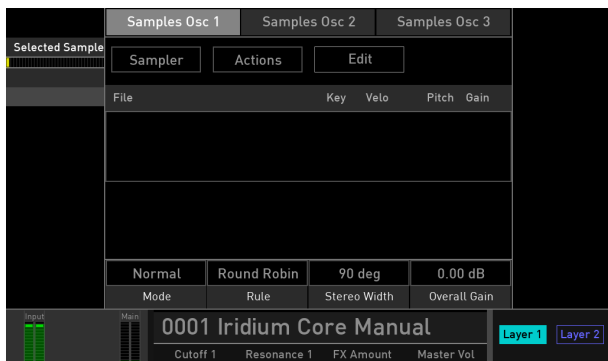 Samples Osc 1 Samples Osc 2 Samples Osc 3
Selected Sample
Sampler Actions Edit
File Key Velo Pitch Gain
Normal Round Robin 90 deg 0.00 dB
Mode Rule Stereo Width Overall Gain
Input Main
0001 Iridium Core Manual
Layer 1 Layer 2
Cutoff 1 Resonance 1 FX Amount Master Vol